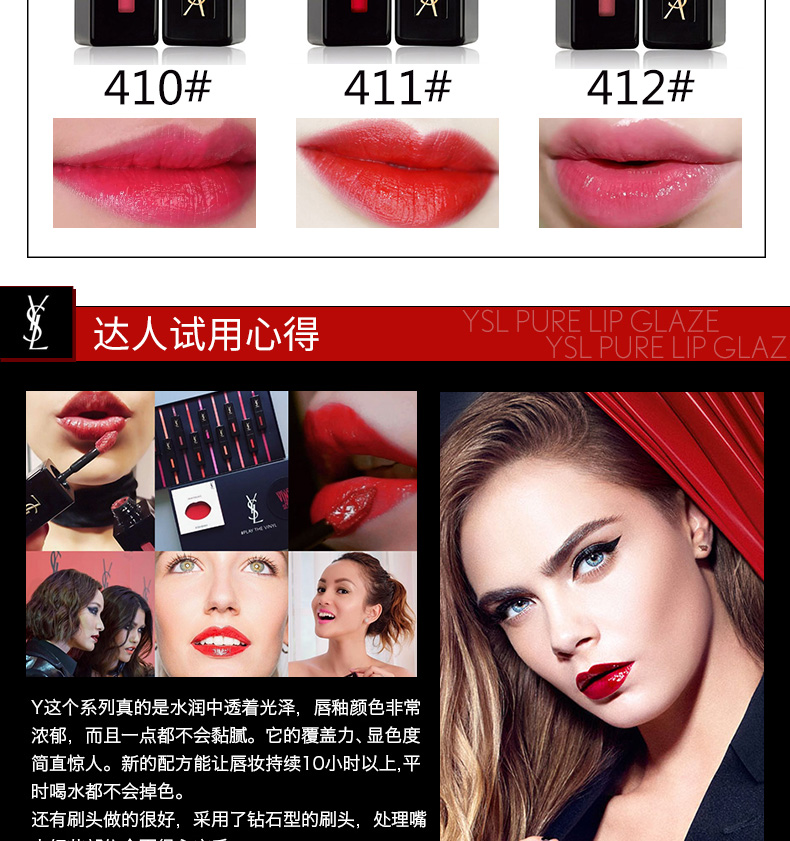 410# 411# 412#
YSL PURE LIP GLAZE
YSL PURE LIP GLAZ
达人试用心得
YSL
#PLAY THE VINYL
Y这个系列真的是水润中透着光泽，唇釉颜色非常
浓郁，而且一点都不会黏腻。它的覆盖力、显色度
简直惊人。新的配方能让唇妆持续10小时以上,平
时喝水都不会掉色。
还有刷头做的很好，采用了钻石型的刷头，处理嘴